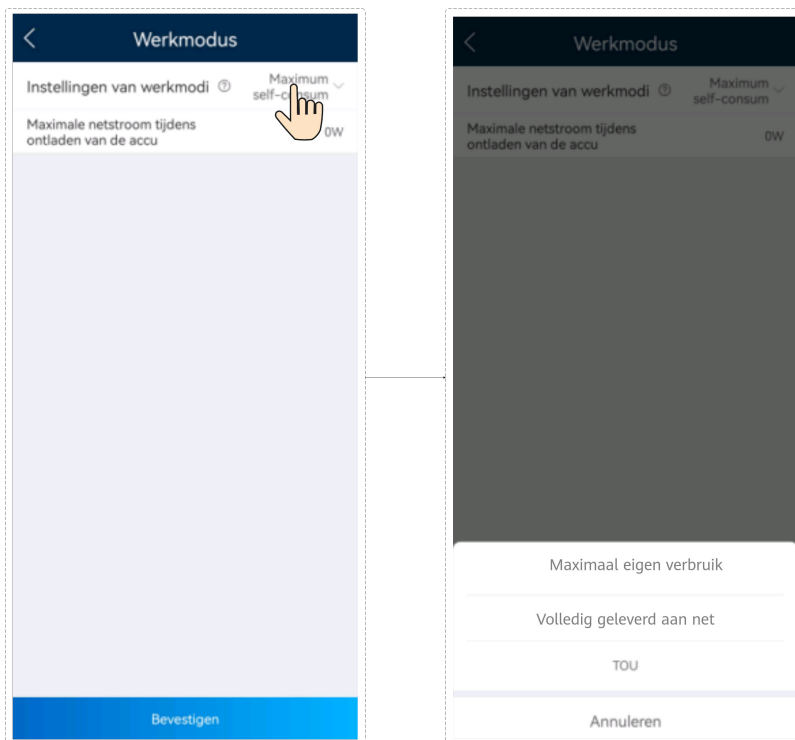 Werkmodus
Instellingen van werkmodi
Maximum
self-consum
Maximale netstroom tijdens
ontladen van de accu
0W
Bevestigen
Werkmodus
Instellingen van werkmodi
Maximum
self-consum
Maximale netstroom tijdens
ontladen van de accu
0W
Maximaal eigen verbruik
Volledig geleverd aan net
TOU
Annuleren